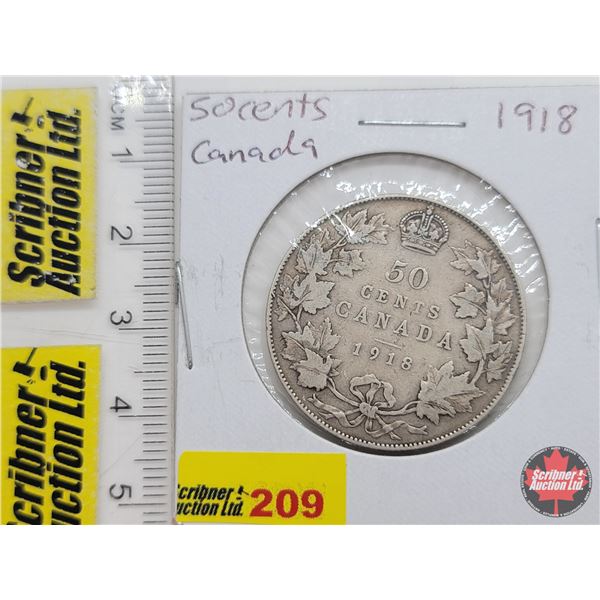 Scribner
Auction Ltd.
Scribner
Auction Ltd.
CM 1 2 3 4 5
50cents
Canada
1918
50
CENTS
CANADA
1918
Scribner
uction Ltd. 209
Scribner
Auction Ltd.